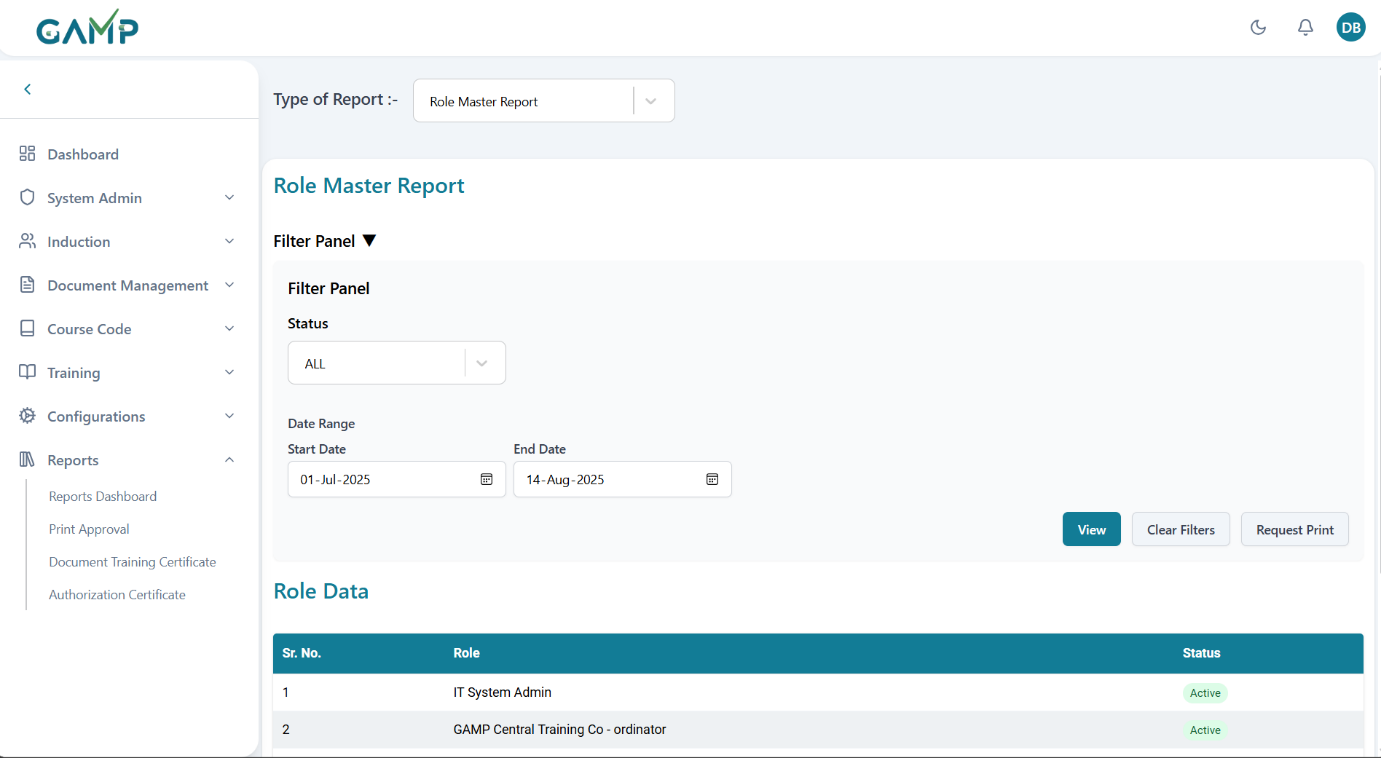 GAMP
DB
Type of Report :-
Role Master Report
Dashboard
System Admin
Induction
Document Management
Course Code
Training
Configurations
Reports
Reports Dashboard
Print Approval
Document Training Certificate
Authorization Certificate
Role Master Report
Filter Panel ▼
Filter Panel
Status
ALL
Date Range
Start Date End Date
01-Jul-2025 14-Aug-2025
View Clear Filters Request Print
Role Data
Sr. No. Role Status
1 IT System Admin Active
2 GAMP Central Training Co - ordinator Active